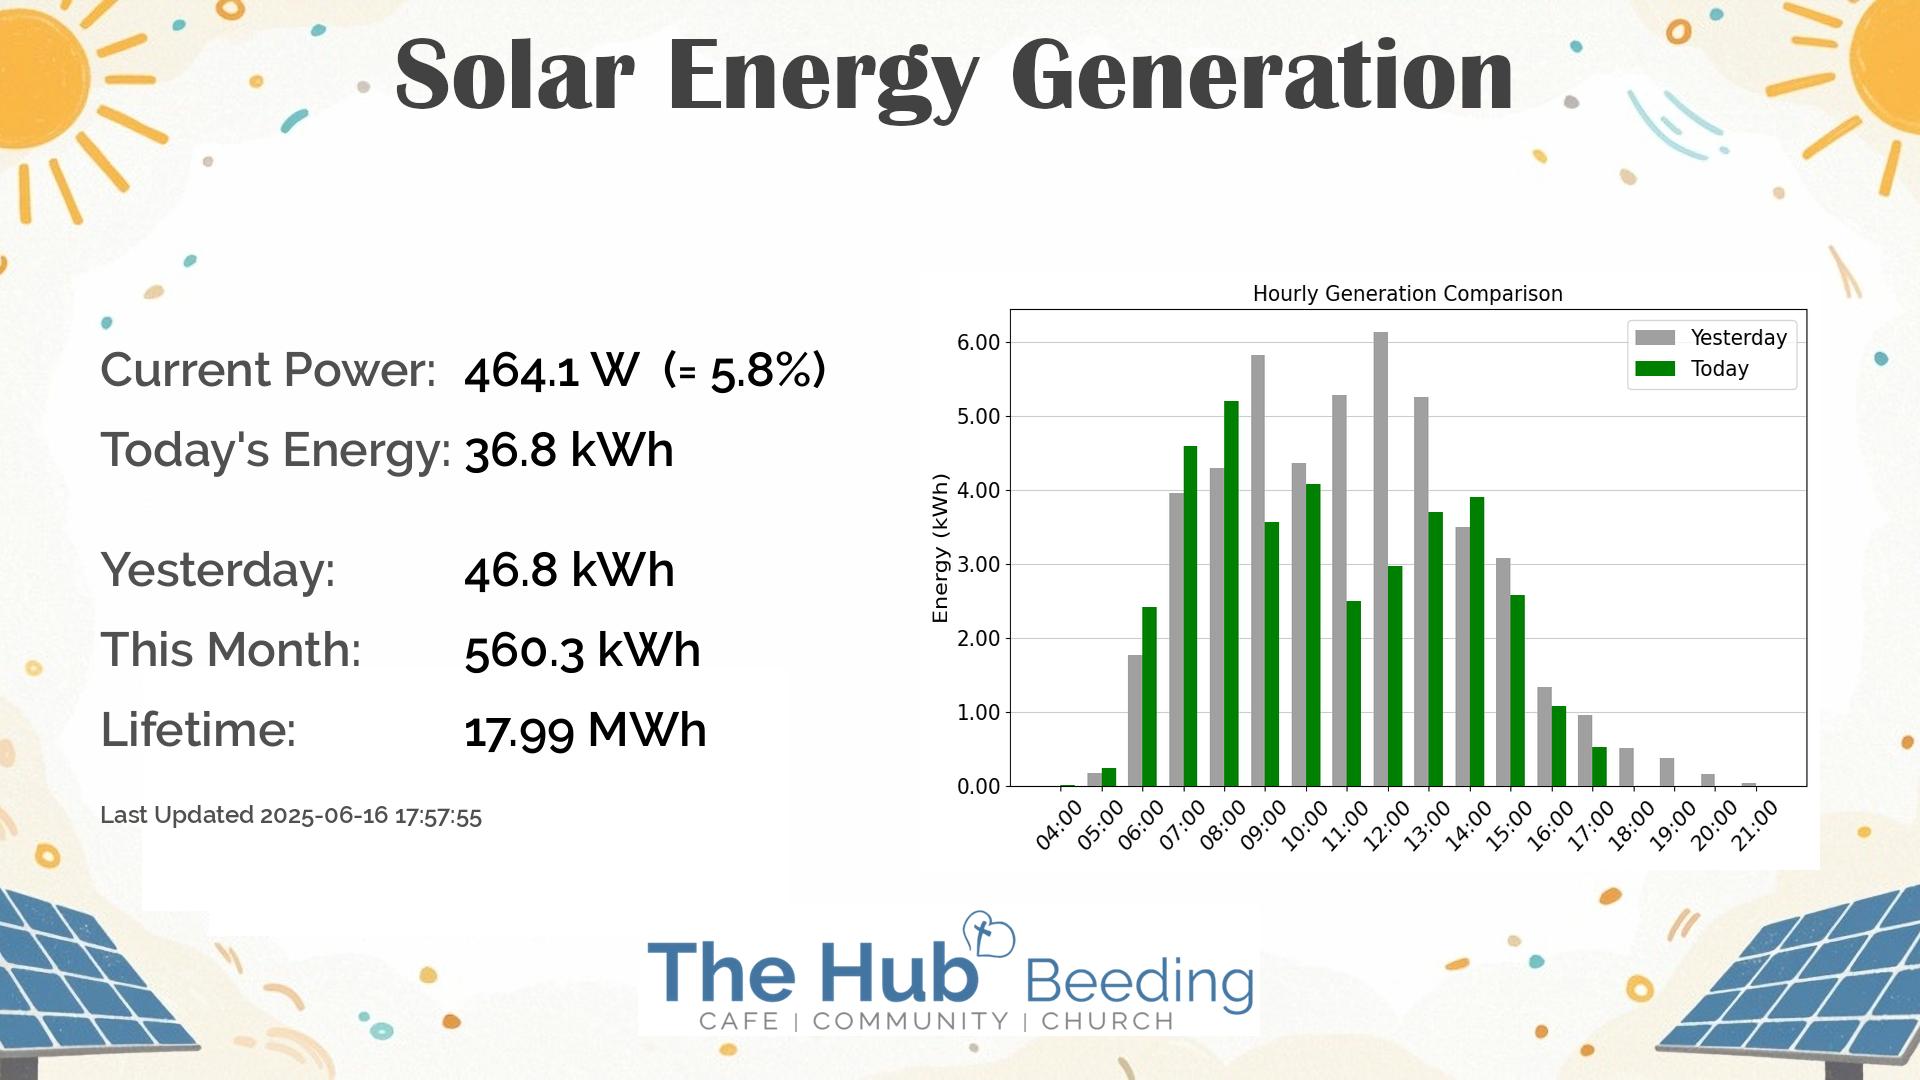 Solar Energy Generation
Current Power: 464.1 W (= 5.8%)
Today's Energy: 36.8 kWh
Yesterday: 46.8 kWh
This Month: 560.3 kWh
Lifetime: 17.99 MWh
Last Updated 2025-06-16 17:57:55
Hourly Generation Comparison
Yesterday
Today
Energy (kWh)
6.00
5.00
4.00
3.00
2.00
1.00
0.00
04:00 05:00 06:00 07:00 08:00 09:00 10:00 11:00 12:00 13:00 14:00 15:00 16:00 17:00 18:00 19:00 20:00 21:00
The Hub Beeding
CAFE | COMMUNITY | CHURCH